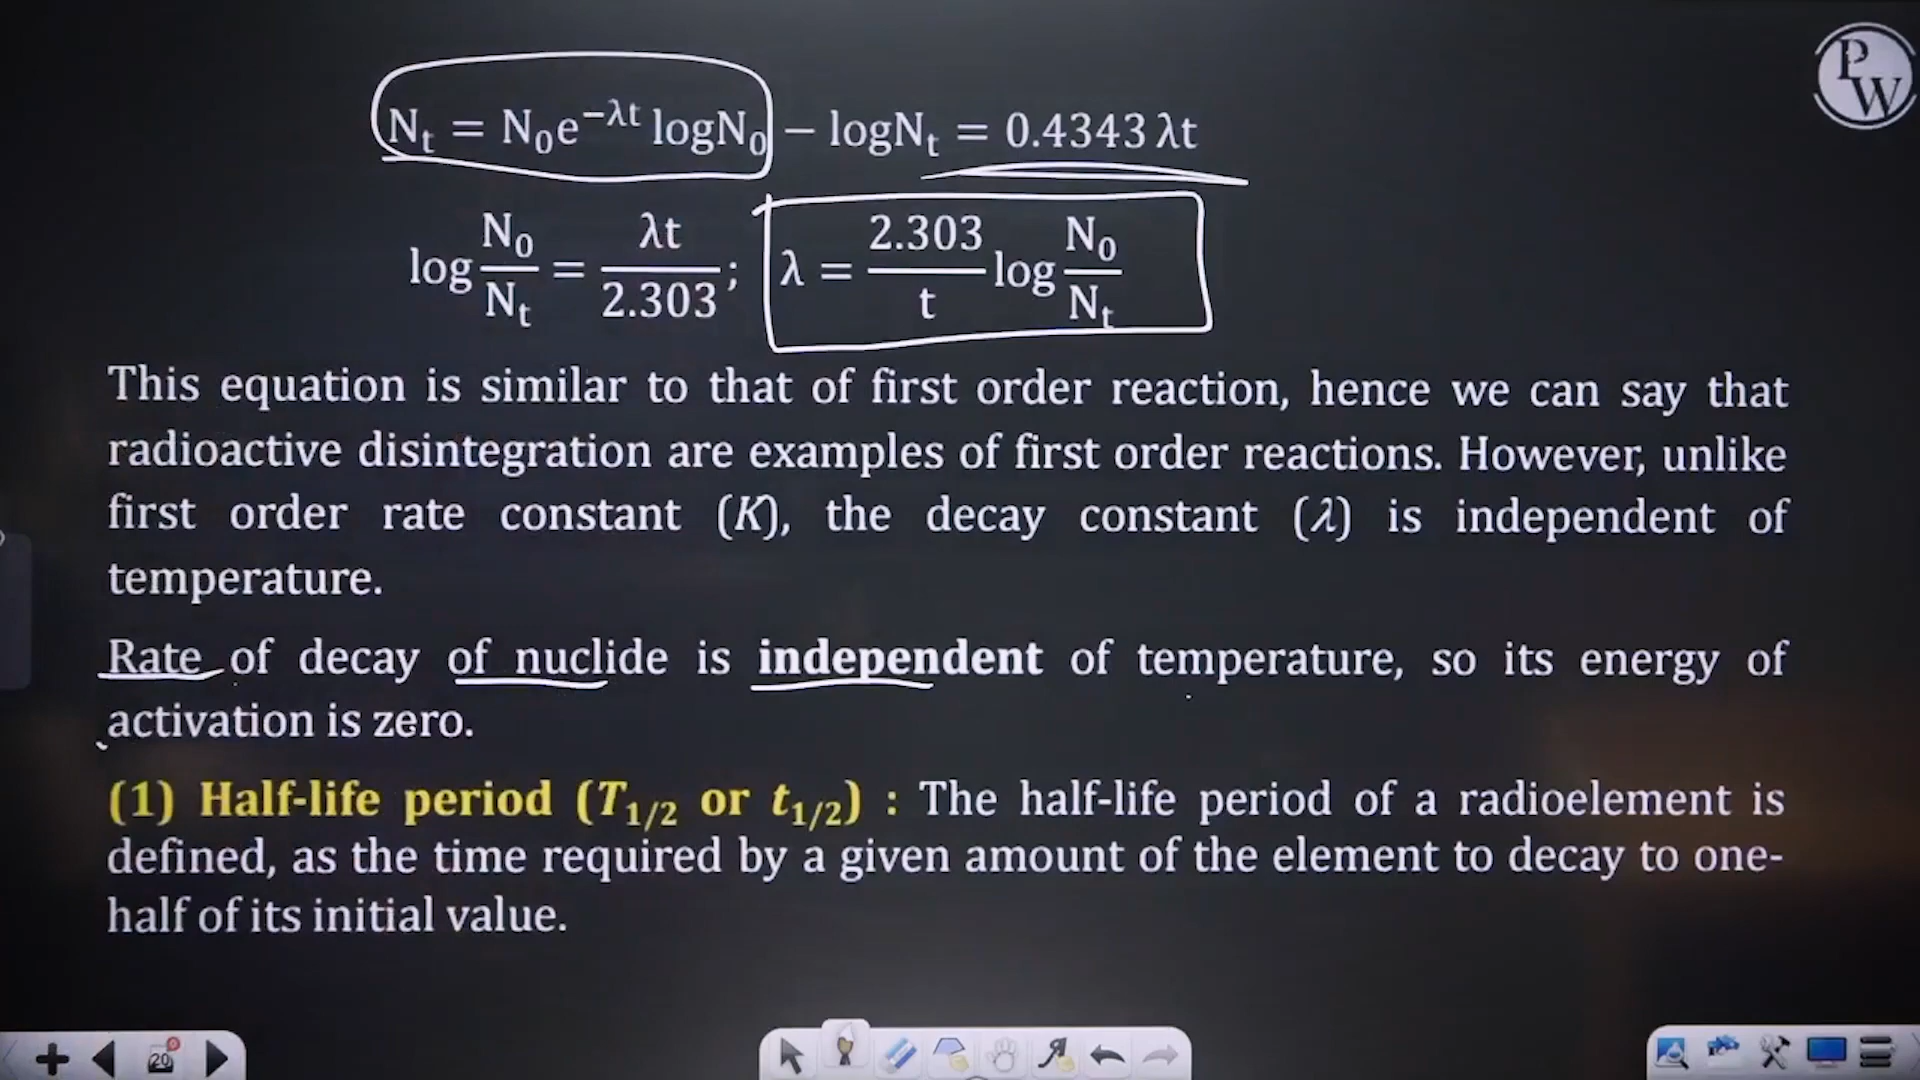 PW
Nₜ = N₀e^−λt logN₀ − logNₜ = 0.4343 λt
log N₀/Nₜ = λt/2.303; λ = 2.303/t log N₀/Nₜ
This equation is similar to that of first order reaction, hence we can say that
radioactive disintegration are examples of first order reactions. However, unlike
first order rate constant (K), the decay constant (λ) is independent of
temperature.
Rate of decay of nuclide is independent of temperature, so its energy of
activation is zero.
(1) Half-life period (T₁/₂ or t₁/₂) : The half-life period of a radioelement is
defined, as the time required by a given amount of the element to decay to one-
half of its initial value.
20